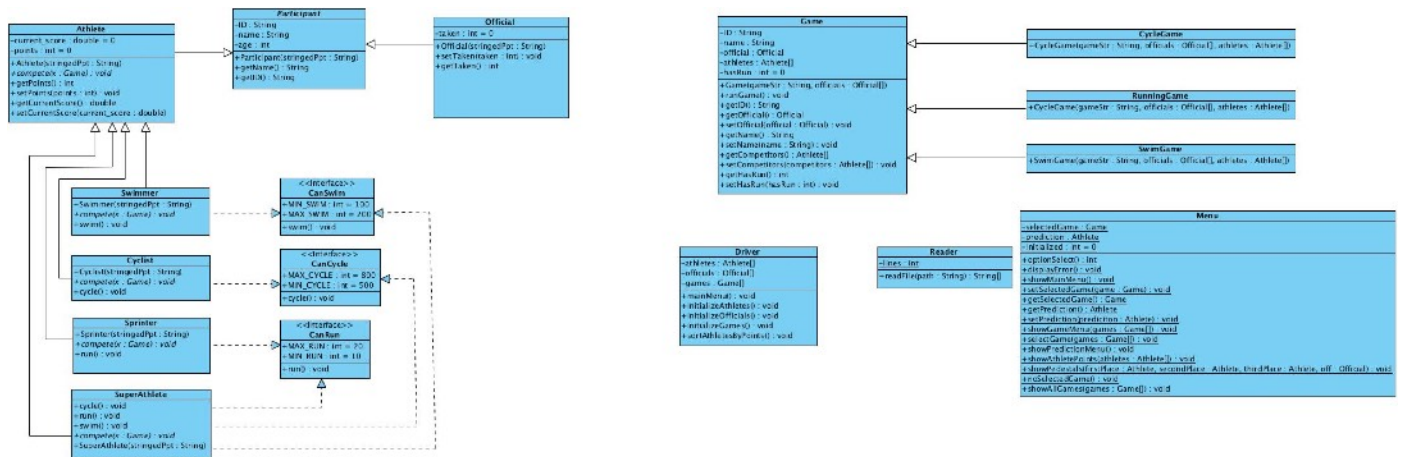 Participant
-ID : String
-name : String
-age : int
+Participant(stringedPpt : String)
+getName() : String
+getID() : String
Athlete
-current_score : double = 0
-points : int = 0
+Athlete(stringedPpt : String)
+compete(x : Game) : void
+getPoints() : int
+setPoints(points : int) : void
+getCurrentScore() : double
+setCurrentScore(current_score : double)
Official
-taken : int = 0
+Official(stringedPpt : String)
+setTaken(taken : int) : void
+getTaken() : int
Swimmer
+Swimmer(stringedPpt : String)
+compete(x : Game) : void
+swim() : void
<<Interface>>
CanSwim
+MIN_SWIM : int = 100
+MAX_SWIM : int = 200
+swim() : void
Cyclist
+Cyclist(stringedPpt : String)
+compete(x : Game) : void
+cycle() : void
<<Interface>>
CanCycle
+MAX_CYCLE : int = 800
+MIN_CYCLE : int = 500
+cycle() : void
Sprinter
+Sprinter(stringedPpt : String)
+compete(x : Game) : void
+run() : void
<<Interface>>
CanRun
+MAX_RUN : int = 20
+MIN_RUN : int = 10
+run() : void
SuperAthlete
+cycle() : void
+run() : void
+swim() : void
+compete(x : Game) : void
+SuperAthlete(stringedPpt : String)
Game
-ID : String
-name : String
-official : Official
-athletes : Athlete[]
-hasRun : int = 0
+Game(gameStr : String, officials : Official[])
+runGame() : void
+getID() : String
+getOfficial() : Official
+setOfficial(official : Official) : void
+getName() : String
+setName(name : String) : void
+getCompetitors() : Athlete[]
+setCompetitors(competitors : Athlete[]) : void
+getHasRun() : int
+setHasRun(hasRun : int) : void
CycleGame
+CycleGame(gameStr : String, officials : Official[], athletes : Athlete[])
RunningGame
+CycleGame(gameStr : String, officials : Official[], athletes : Athlete[])
SwimGame
+SwimGame(gameStr : String, officials : Official[], athletes : Athlete[])
Driver
-athletes : Athlete[]
-officials : Official[]
-games : Game[]
+mainMenu() : void
+initializeAthletes() : void
+initializeOfficials() : void
+initializeGames() : void
+sortAthletesByPoints() : void
Reader
-lines : int
+readFile(path : String) : String[]
Menu
-selectedGame : Game
-prediction : Athlete
-initialized : int = 0
+optionSelect() : int
+displayError() : void
+showMainMenu() : void
+setSelectedGame(game : Game) : void
+getSelectedGame() : Game
+getPrediction() : Athlete
+setPrediction(prediction : Athlete) : void
+showGameMenu(games : Game[]) : void
+selectGame(games : Game[]) : void
+showPredictionMenu() : void
+showAthletePoints(athletes : Athlete[]) : void
+showPedestals(firstPlace : Athlete, secondPlace : Athlete, thirdPlace : Athlete, off : Official) : void
+noSelectedGame() : void
+showAllGames(games : Game[]) : void